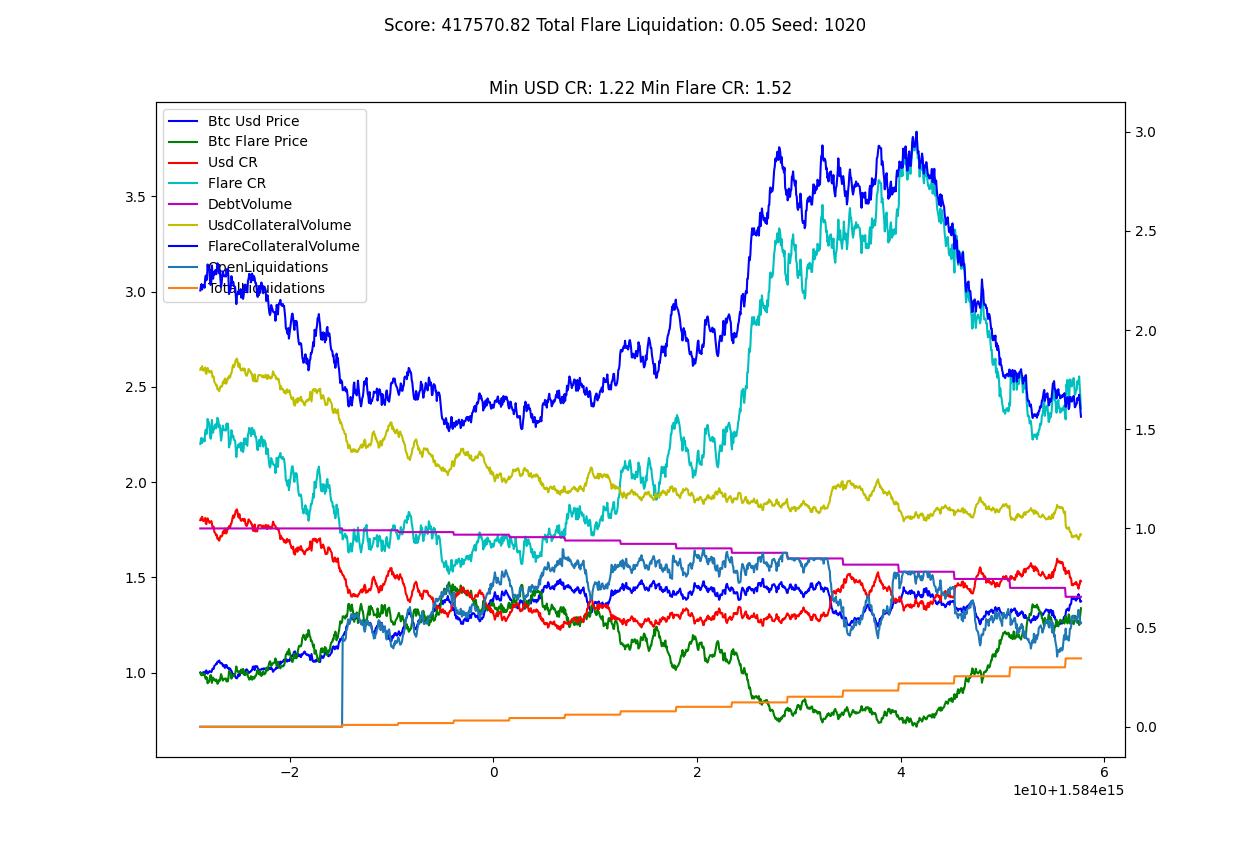 Score: 417570.82 Total Flare Liquidation: 0.05 Seed: 1020
Min USD CR: 1.22 Min Flare CR: 1.52
Btc Usd Price
Btc Flare Price
Usd CR
Flare CR
DebtVolume
UsdCollateralVolume
FlareCollateralVolume
OpenLiquidations
TotalLiquidations
3.5
3.0
2.5
2.0
1.5
1.0
3.0
2.5
2.0
1.5
1.0
0.5
0.0
−2
0
2
4
6
1e10+1.584e15